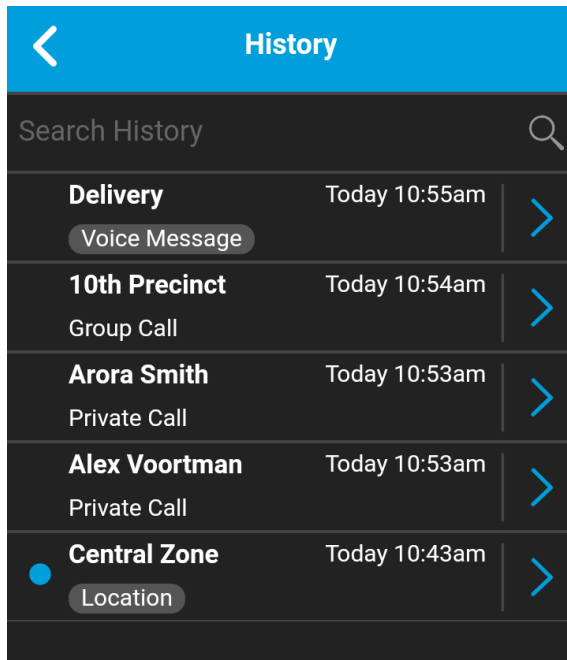 History
Search History
Delivery Today 10:55am
Voice Message
10th Precinct Today 10:54am
Group Call
Arora Smith Today 10:53am
Private Call
Alex Voortman Today 10:53am
Private Call
Central Zone Today 10:43am
Location